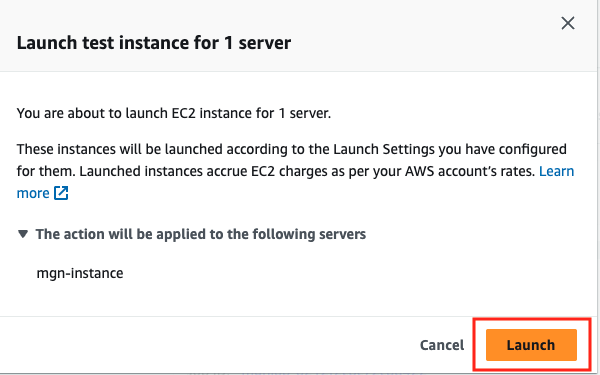 Launch test instance for 1 server
You are about to launch EC2 instance for 1 server.
These instances will be launched according to the Launch Settings you have configured
for them. Launched instances accrue EC2 charges as per your AWS account's rates. Learn
more
The action will be applied to the following servers
mgn-instance
Cancel Launch